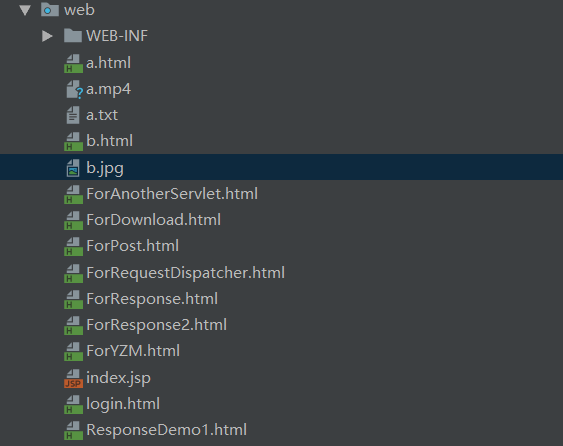 web
WEB-INF
a.html
a.mp4
a.txt
b.html
b.jpg
ForAnotherServlet.html
ForDownload.html
ForPost.html
ForRequestDispatcher.html
ForResponse.html
ForResponse2.html
ForYZM.html
index.jsp
login.html
ResponseDemo1.html